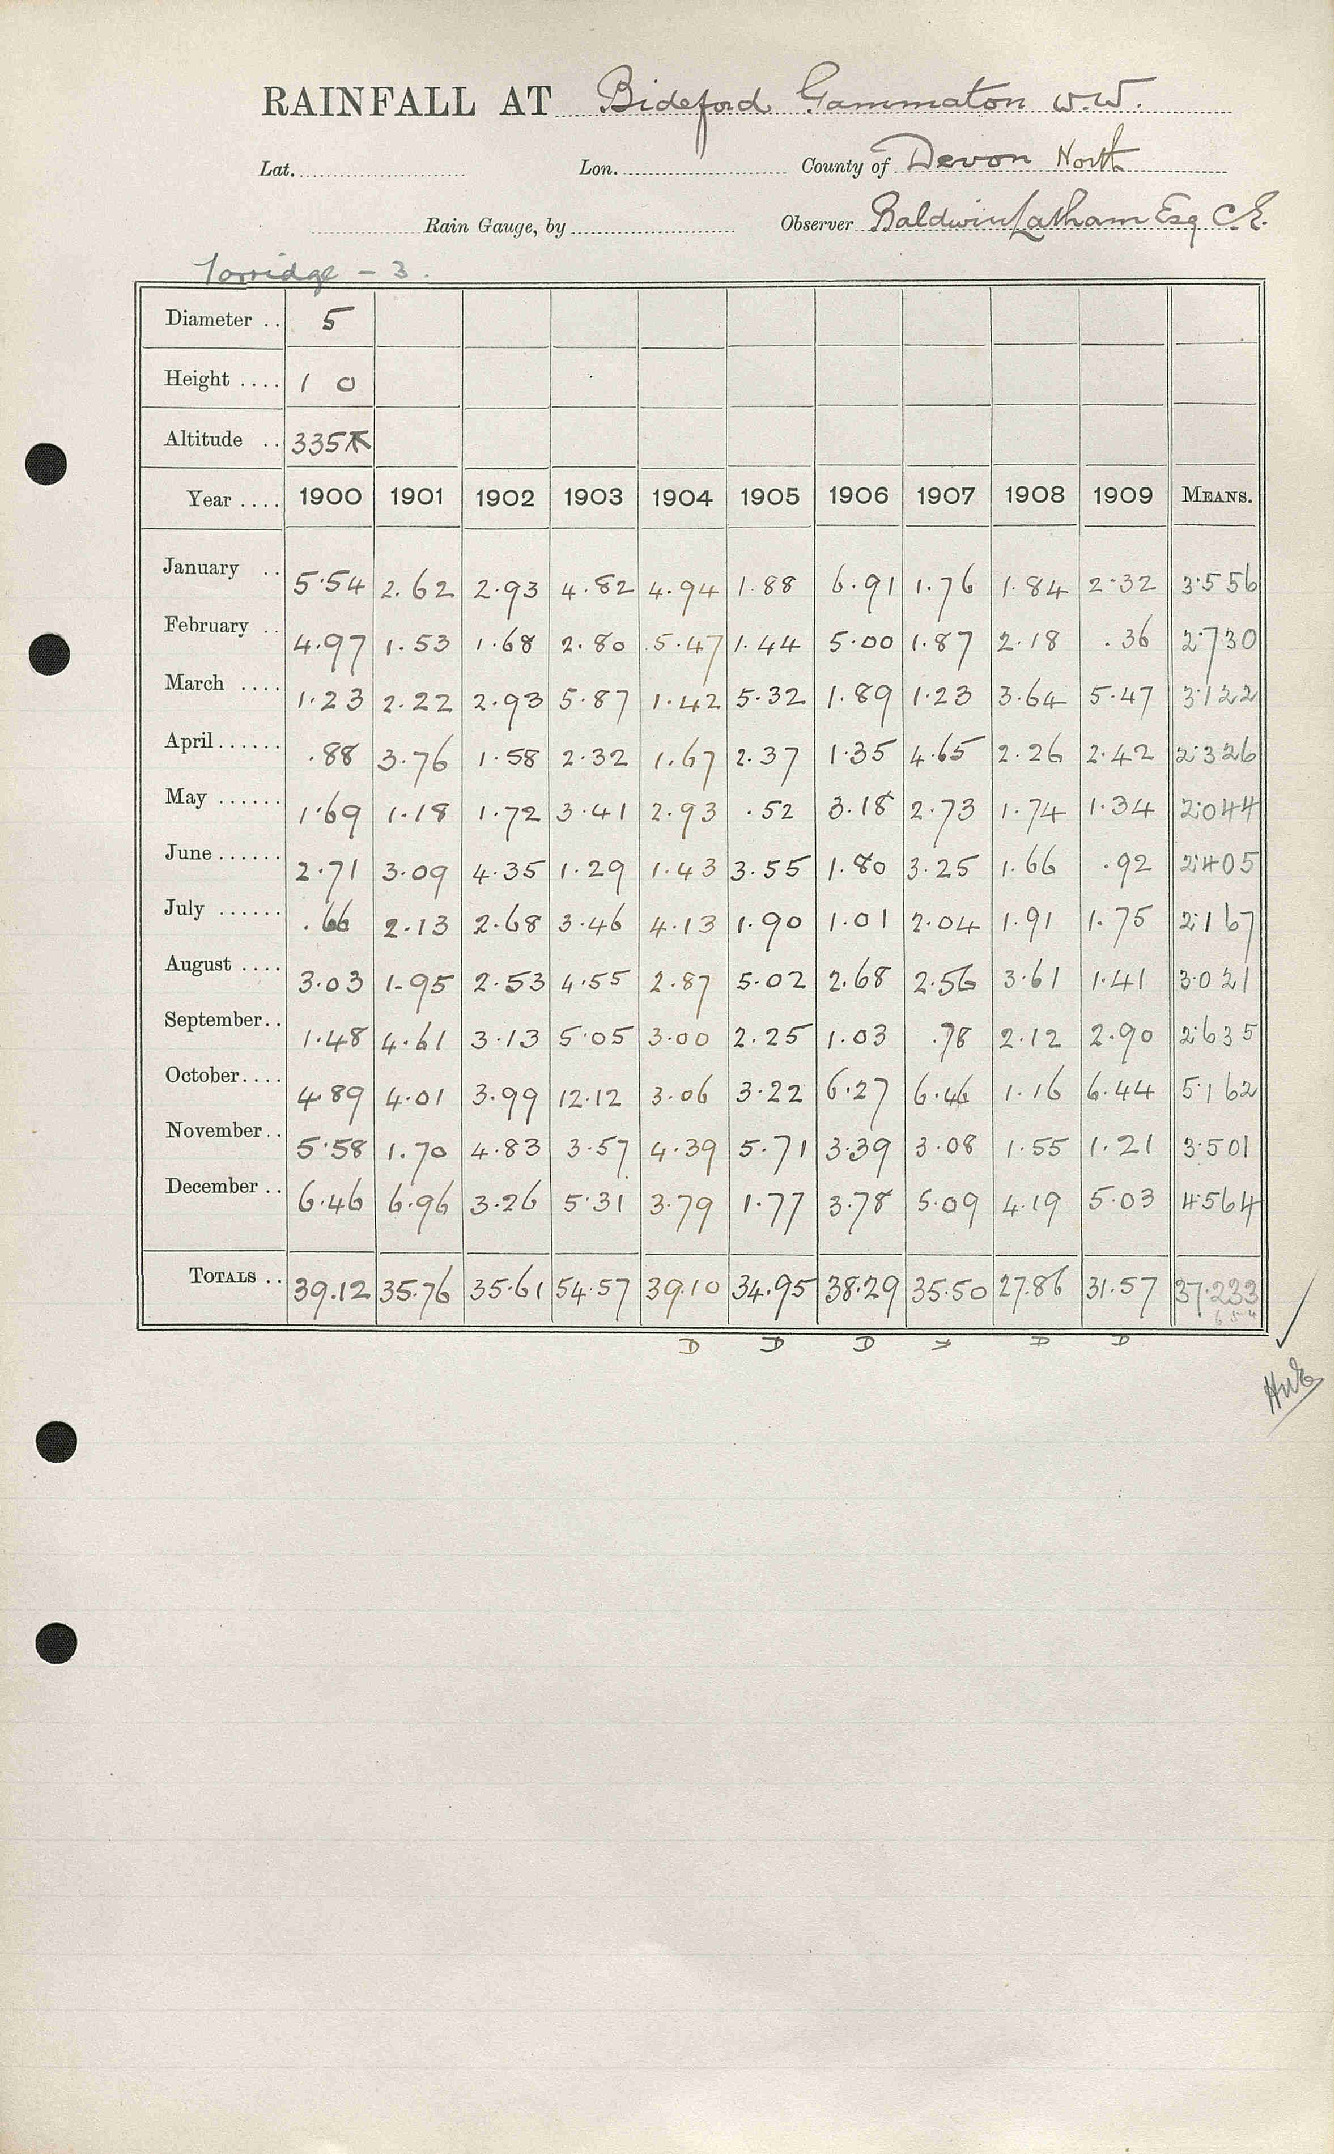 RAINFALL AT Bideford Gammaton W.W.
Lat. Lon. County of Devon North
Rain Gauge, by Observer Baldwin Latham Esq C.E.
Torridge - 3.
Diameter .. 5
Height .... 1 0
Altitude .. 335
Year .... 1900 1901 1902 1903 1904 1905 1906 1907 1908 1909 MEANS.
January .. 5.54 2.62 2.93 4.82 4.94 1.88 6.91 1.76 1.84 2.32 3.556
February .. 4.97 1.53 1.68 2.80 5.47 1.44 5.00 1.87 2.18 .36 2.730
March .... 1.23 2.22 2.93 5.87 1.42 5.32 1.89 1.23 3.64 5.47 3.122
April ...... .88 3.76 1.58 2.32 1.67 2.37 1.35 4.65 2.26 2.42 2.326
May ...... 1.69 1.18 1.72 3.41 2.93 .52 3.18 2.73 1.74 1.34 2.044
June ...... 2.71 3.09 4.35 1.29 1.43 3.55 1.80 3.25 1.66 .92 2.405
July ...... .66 2.13 2.68 3.46 4.13 1.90 1.01 2.04 1.91 1.75 2.167
August .... 3.03 1.95 2.53 4.55 2.87 5.02 2.68 2.56 3.61 1.41 3.021
September.. 1.48 4.61 3.13 5.05 3.00 2.25 1.03 .78 2.12 2.90 2.635
October.... 4.89 4.01 3.99 12.12 3.06 3.22 6.27 6.46 1.16 6.44 5.162
November.. 5.58 1.70 4.83 3.57 4.39 5.71 3.39 3.08 1.55 1.21 3.501
December .. 6.46 6.96 3.26 5.31 3.79 1.77 3.78 5.09 4.19 5.03 4.564
TOTALS .. 39.12 35.76 35.61 54.57 39.10 34.95 38.29 35.50 27.86 31.57 37.233
D D D D D